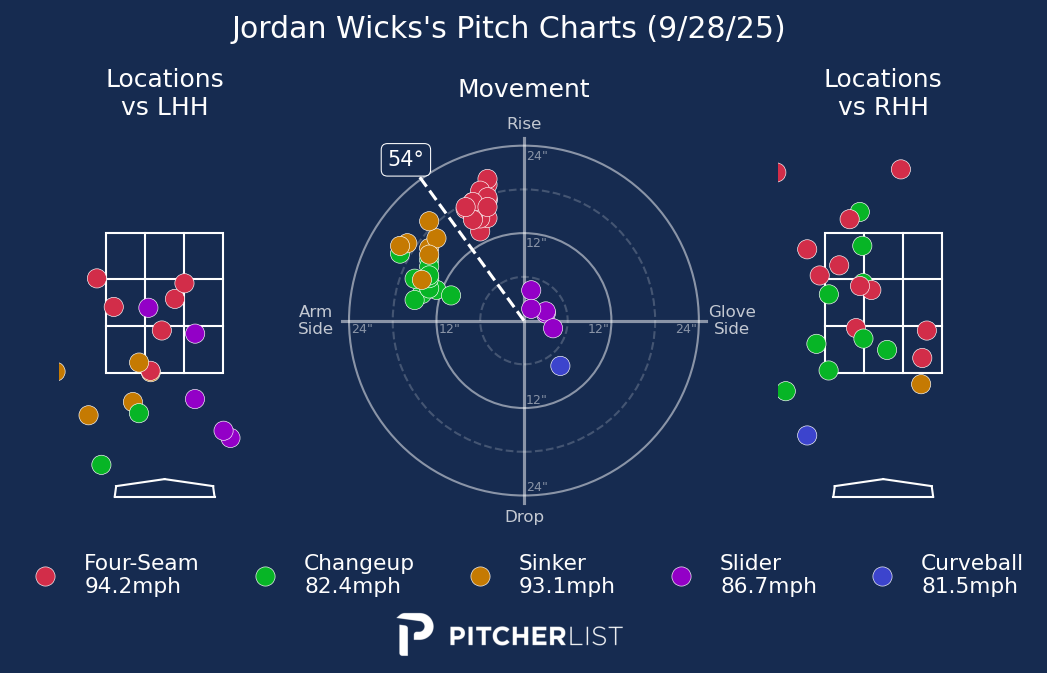 Jordan Wicks's Pitch Charts (9/28/25)
Locations
vs LHH
Movement
Locations
vs RHH
Rise
54°
24"
12"
Arm
Side
24"
12"
12"
24"
Glove
Side
12"
24"
Drop
Four-Seam
94.2mph
Changeup
82.4mph
Sinker
93.1mph
Slider
86.7mph
Curveball
81.5mph
PITCHERLIST